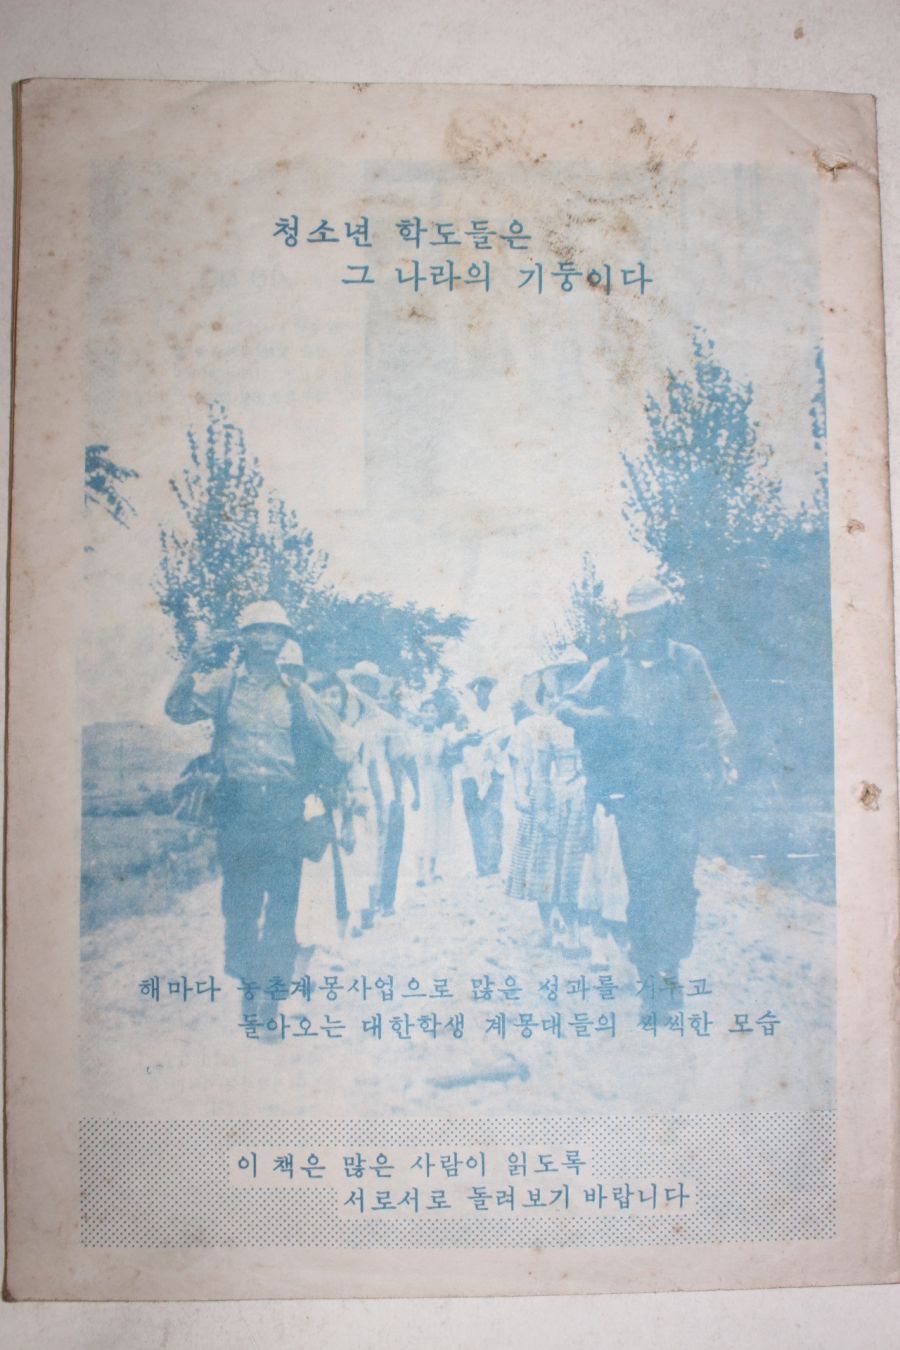 청소년 학도들은
그 나라의 기둥이다
해마다 농촌계몽사업으로 많은 성과를 거두고
돌아오는 대한학생 계몽대들의 씩씩한 모습
이 책은 많은 사람이 읽도록
서로서로 돌려보기 바랍니다